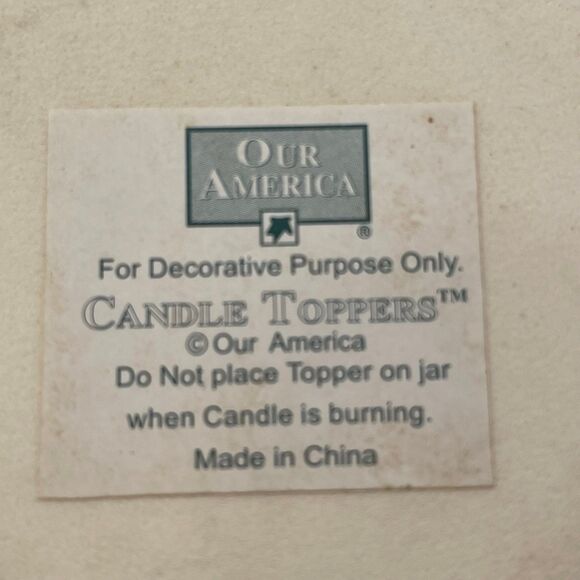 OUR
AMERICA
®
For Decorative Purpose Only.
CANDLE TOPPERS™
© Our America
Do Not place Topper on jar
when Candle is burning.
Made in China